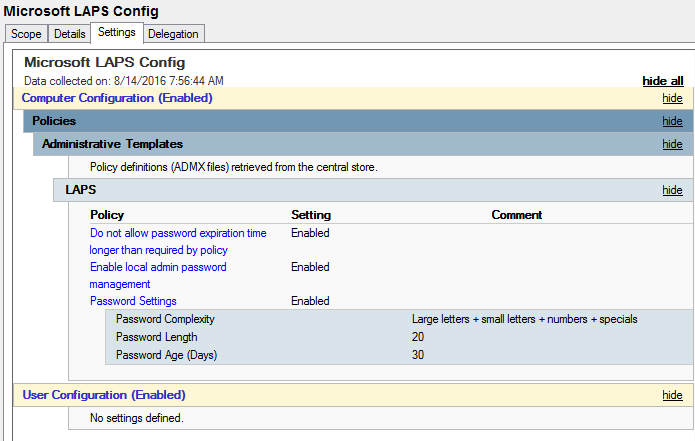 Microsoft LAPS Config
Scope Details Settings Delegation
Microsoft LAPS Config
Data collected on: 8/14/2016 7:56:44 AM hide all
Computer Configuration (Enabled) hide
Policies hide
Administrative Templates hide
Policy definitions (ADMX files) retrieved from the central store.
LAPS hide
Policy Setting Comment
Do not allow password expiration time Enabled
longer than required by policy
Enable local admin password Enabled
management
Password Settings Enabled
Password Complexity Large letters + small letters + numbers + specials
Password Length 20
Password Age (Days) 30
User Configuration (Enabled) hide
No settings defined.